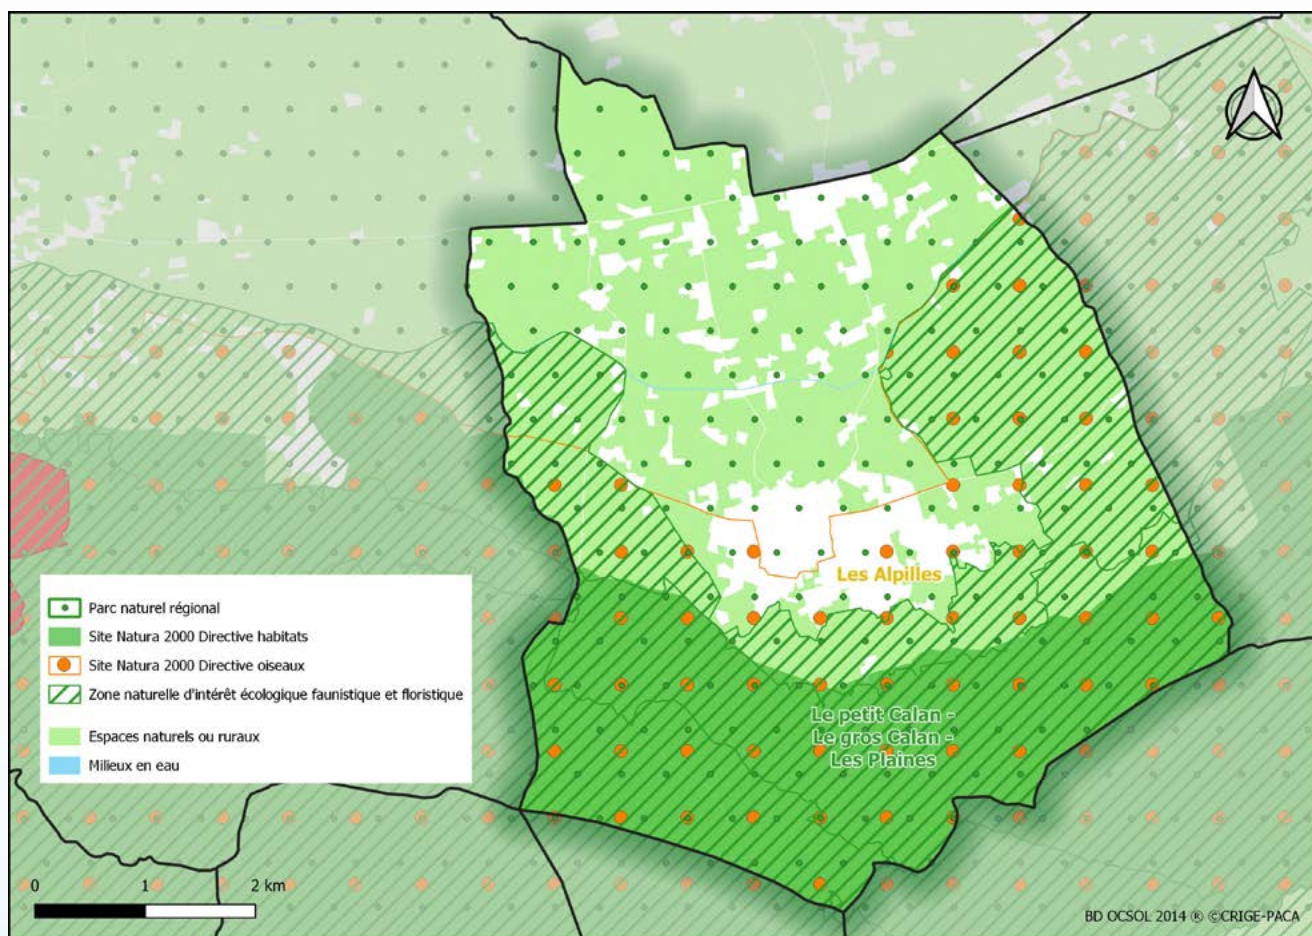 Les Alpilles
Le petit Calan -
Le gros Calan -
Les Plaines
Parc naturel régional
Site Natura 2000 Directive habitats
Site Natura 2000 Directive oiseaux
Zone naturelle d'intérêt écologique faunistique et floristique
Espaces naturels ou ruraux
Milieux en eau
0 1 2 km
BD OCSOL 2014 ® ©CRIGE-PACA